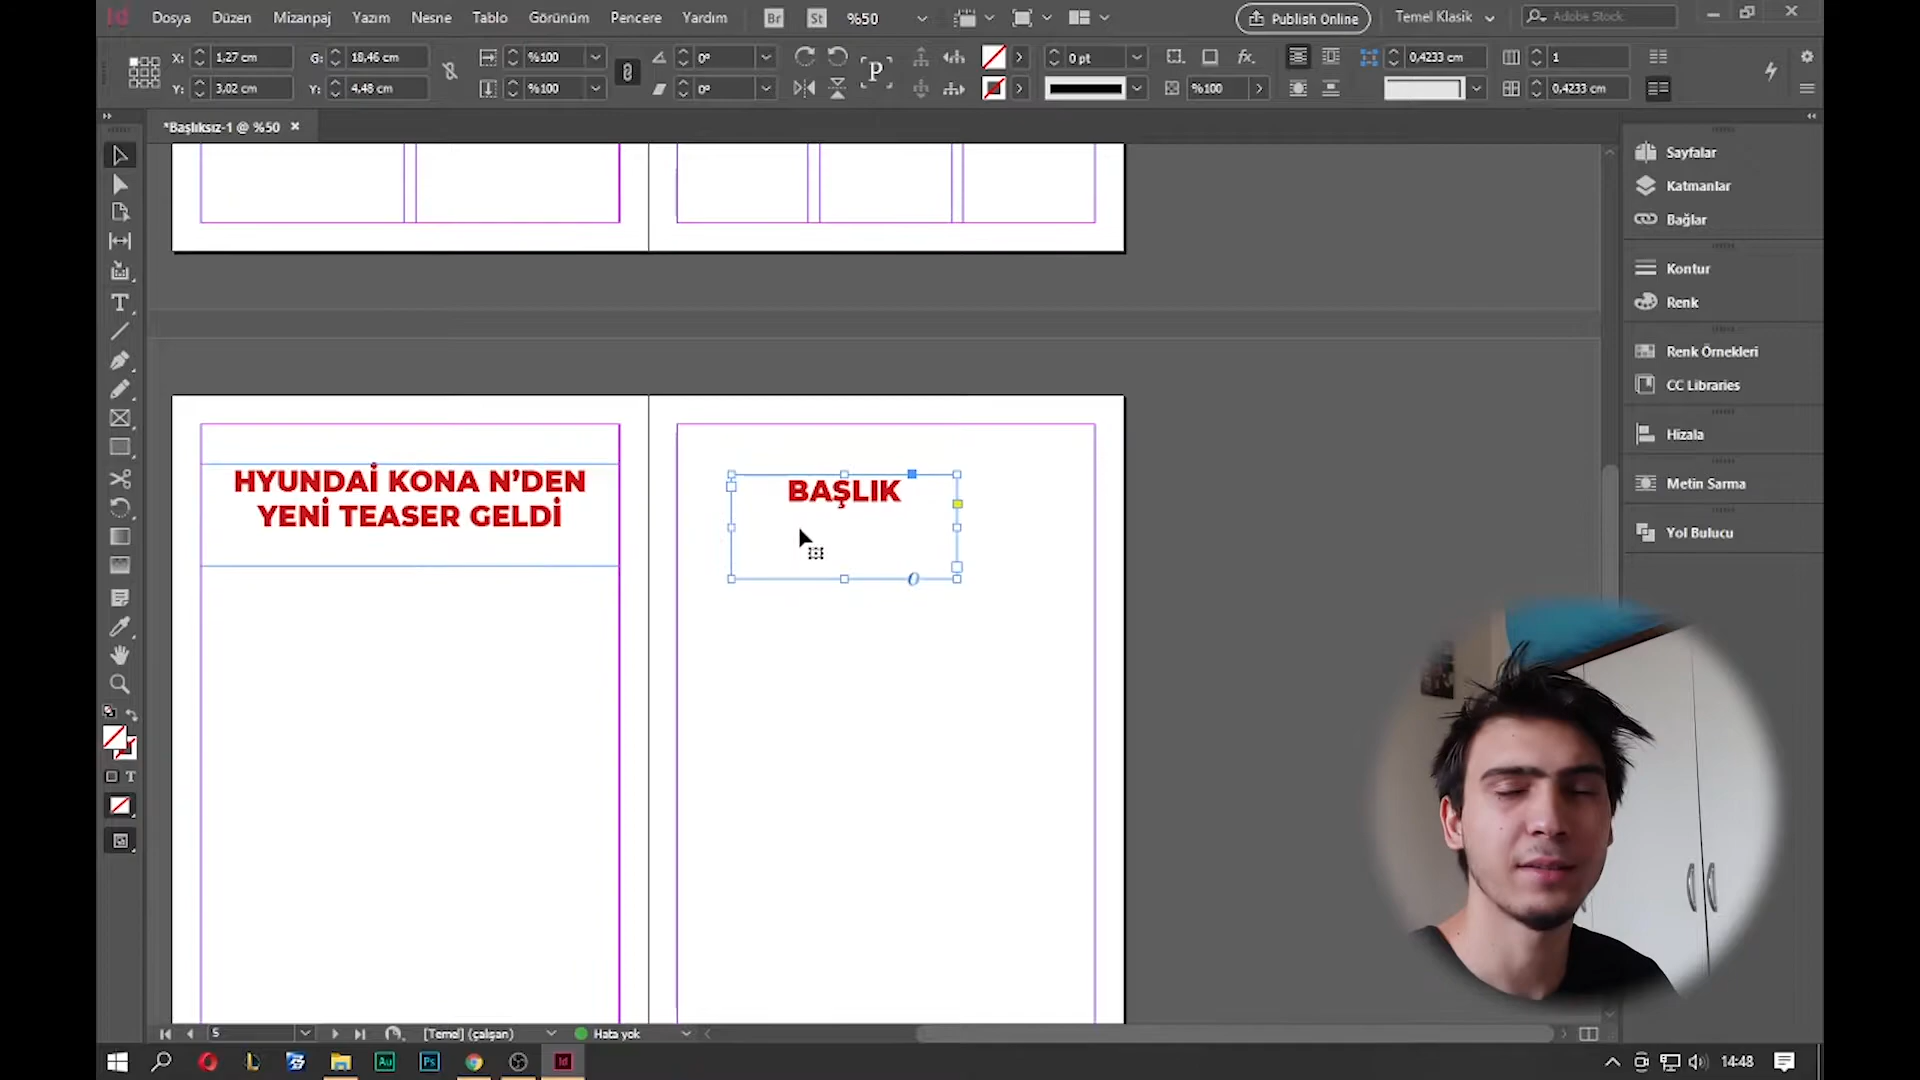 Id Dosya Düzen Mizanpaj Yazım Nesne Tablo Görünüm Pencere Yardım Br St %50 Publish Online Temel Klasik Adobe Stock
X: 1,27 cm G: 18,46 cm %100 0° 0 pt 0,4233 cm 1
Y: 3,02 cm Y: 4,48 cm %100 0° P fx. %100 0,4233 cm
*Başlıksız-1 @ %50
Sayfalar
Katmanlar
Bağlar
Kontur
Renk
Renk Örnekleri
CC Libraries
Hizala
Metin Sarma
Yol Bulucu
HYUNDAİ KONA N’DEN
YENİ TEASER GELDİ
BAŞLIK
5 [Temel] (çalışan) Hata yok
Au Ps Id 14:48